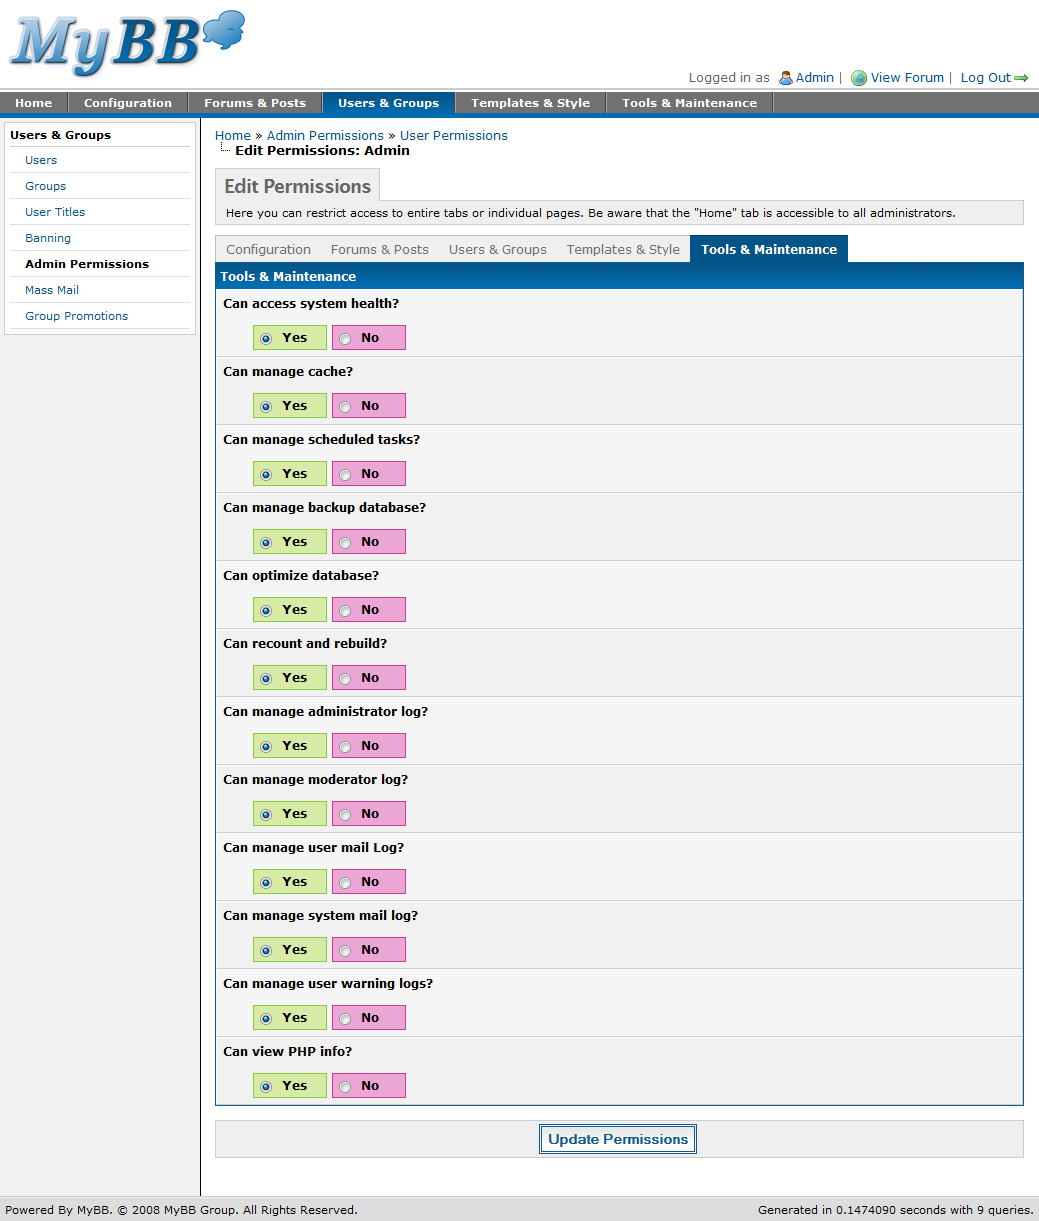 MyBB
Logged in as Admin | View Forum | Log Out
Home Configuration Forums & Posts Users & Groups Templates & Style Tools & Maintenance
Users & Groups
Users
Groups
User Titles
Banning
Admin Permissions
Mass Mail
Group Promotions
Home » Admin Permissions » User Permissions
Edit Permissions: Admin
Edit Permissions
Here you can restrict access to entire tabs or individual pages. Be aware that the "Home" tab is accessible to all administrators.
Configuration Forums & Posts Users & Groups Templates & Style Tools & Maintenance
Tools & Maintenance
Can access system health?
Yes No
Can manage cache?
Yes No
Can manage scheduled tasks?
Yes No
Can manage backup database?
Yes No
Can optimize database?
Yes No
Can recount and rebuild?
Yes No
Can manage administrator log?
Yes No
Can manage moderator log?
Yes No
Can manage user mail Log?
Yes No
Can manage system mail log?
Yes No
Can manage user warning logs?
Yes No
Can view PHP info?
Yes No
Update Permissions
Powered By MyBB. © 2008 MyBB Group. All Rights Reserved. Generated in 0.1474090 seconds with 9 queries.